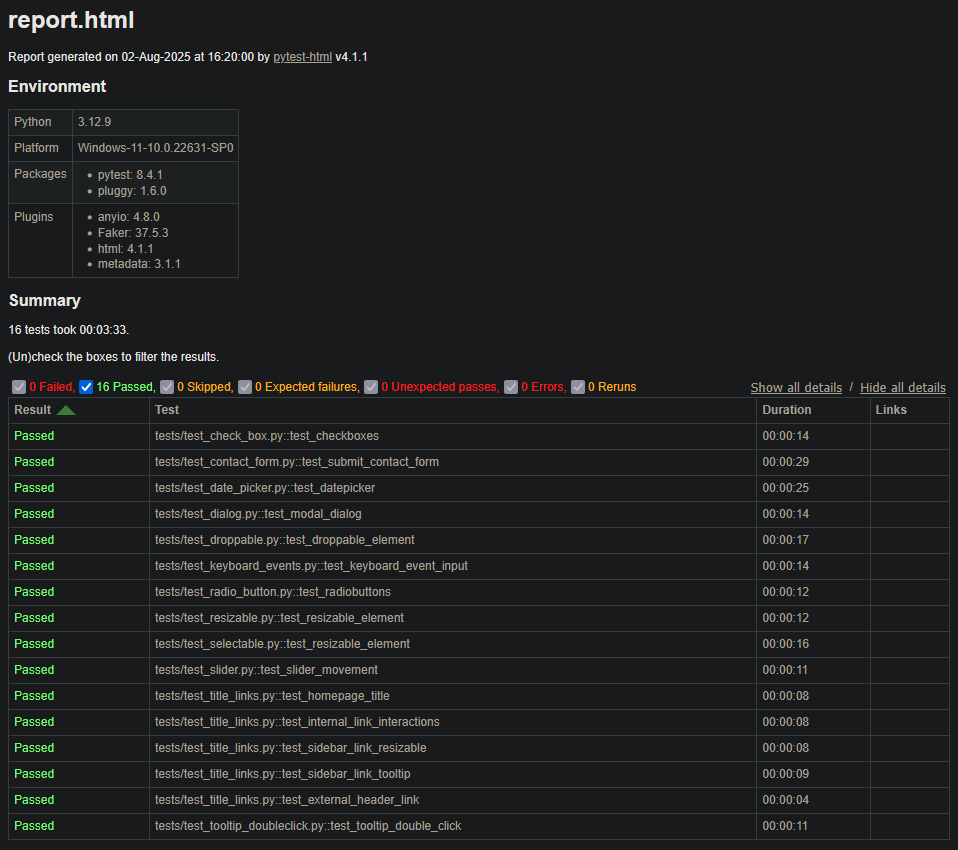 report.html
Report generated on 02-Aug-2025 at 16:20:00 by pytest-html v4.1.1
Environment
Python 3.12.9
Platform Windows-11-10.0.22631-SP0
Packages • pytest: 8.4.1
• pluggy: 1.6.0
Plugins • anyio: 4.8.0
• Faker: 37.5.3
• html: 4.1.1
• metadata: 3.1.1
Summary
16 tests took 00:03:33.
(Un)check the boxes to filter the results.
0 Failed, 16 Passed, 0 Skipped, 0 Expected failures, 0 Unexpected passes, 0 Errors, 0 Reruns Show all details / Hide all details
Result Test Duration Links
Passed tests/test_check_box.py::test_checkboxes 00:00:14
Passed tests/test_contact_form.py::test_submit_contact_form 00:00:29
Passed tests/test_date_picker.py::test_datepicker 00:00:25
Passed tests/test_dialog.py::test_modal_dialog 00:00:14
Passed tests/test_droppable.py::test_droppable_element 00:00:17
Passed tests/test_keyboard_events.py::test_keyboard_event_input 00:00:14
Passed tests/test_radio_button.py::test_radiobuttons 00:00:12
Passed tests/test_resizable.py::test_resizable_element 00:00:12
Passed tests/test_selectable.py::test_resizable_element 00:00:16
Passed tests/test_slider.py::test_slider_movement 00:00:11
Passed tests/test_title_links.py::test_homepage_title 00:00:08
Passed tests/test_title_links.py::test_internal_link_interactions 00:00:08
Passed tests/test_title_links.py::test_sidebar_link_resizable 00:00:08
Passed tests/test_title_links.py::test_sidebar_link_tooltip 00:00:09
Passed tests/test_title_links.py::test_external_header_link 00:00:04
Passed tests/test_tooltip_doubleclick.py::test_tooltip_double_click 00:00:11